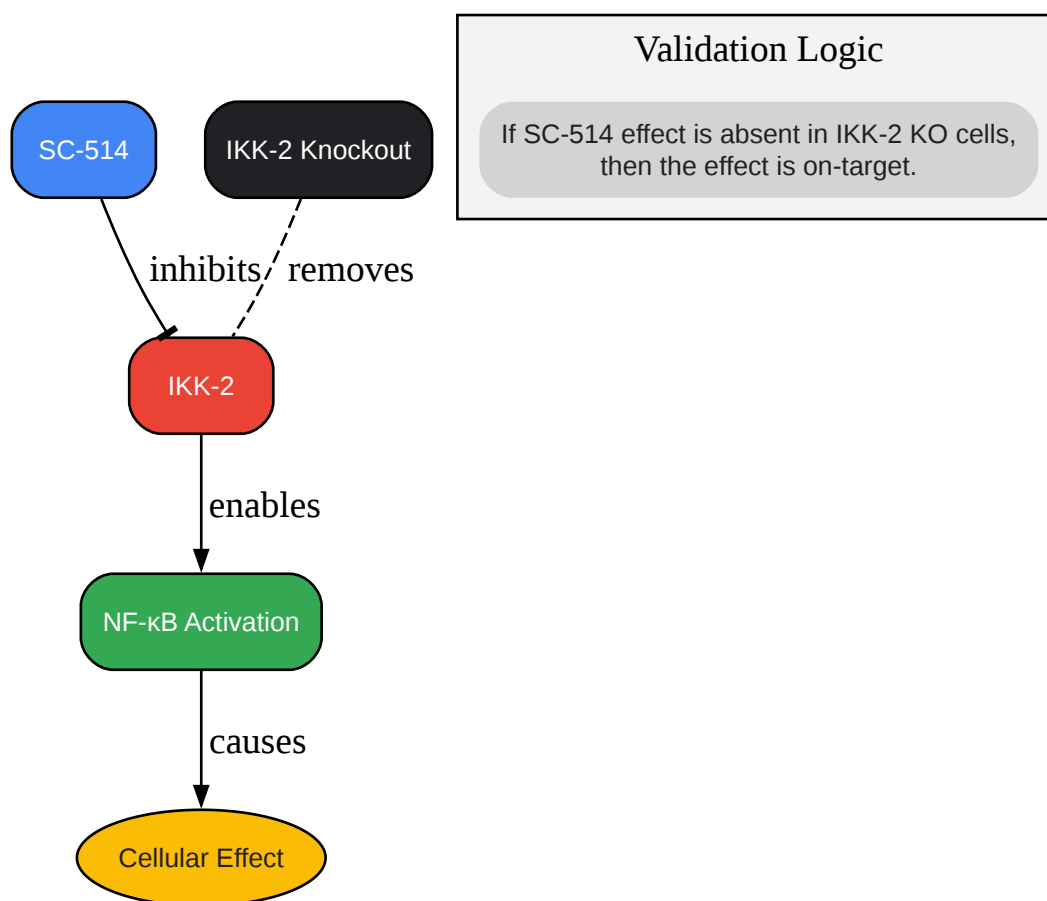 Validation Logic
SC-514
IKK-2 Knockout
If SC-514 effect is absent in IKK-2 KO cells,
then the effect is on-target.
inhibits
removes
IKK-2
enables
NF-κB Activation
causes
Cellular Effect